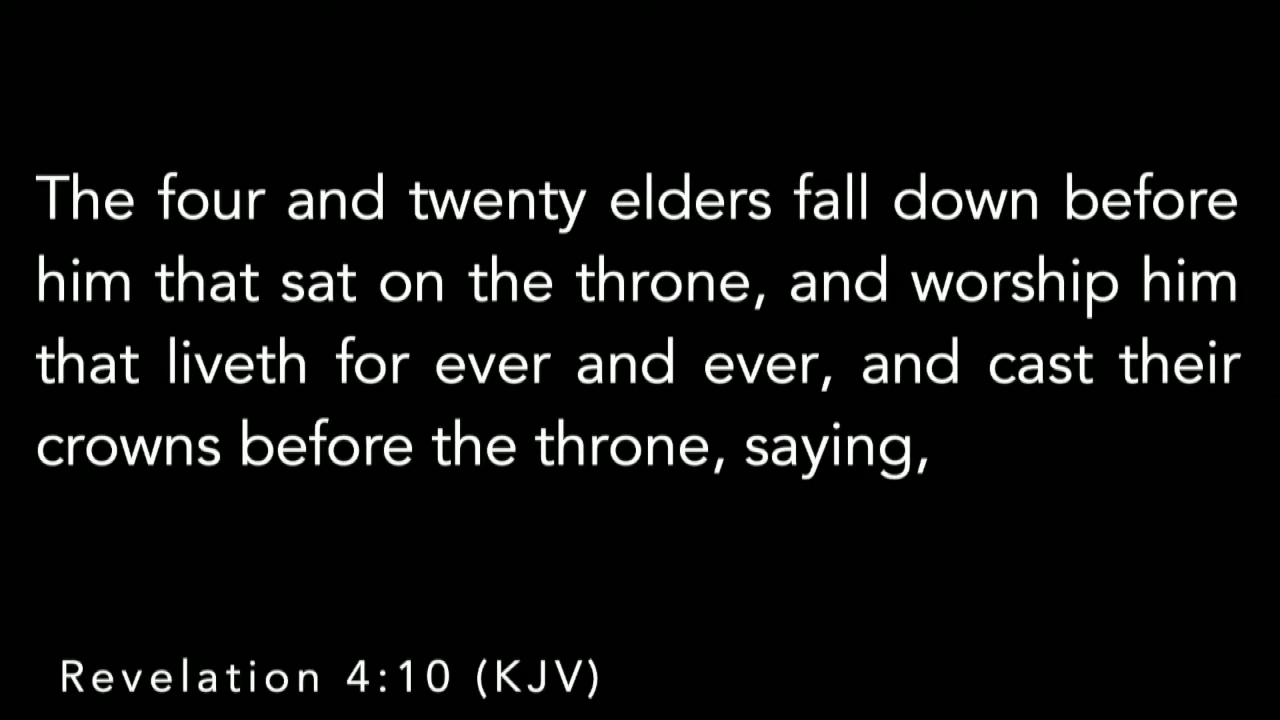 The four and twenty elders fall down before
him that sat on the throne, and worship him
that liveth for ever and ever, and cast their
crowns before the throne, saying,
Revelation 4:10 (KJV)